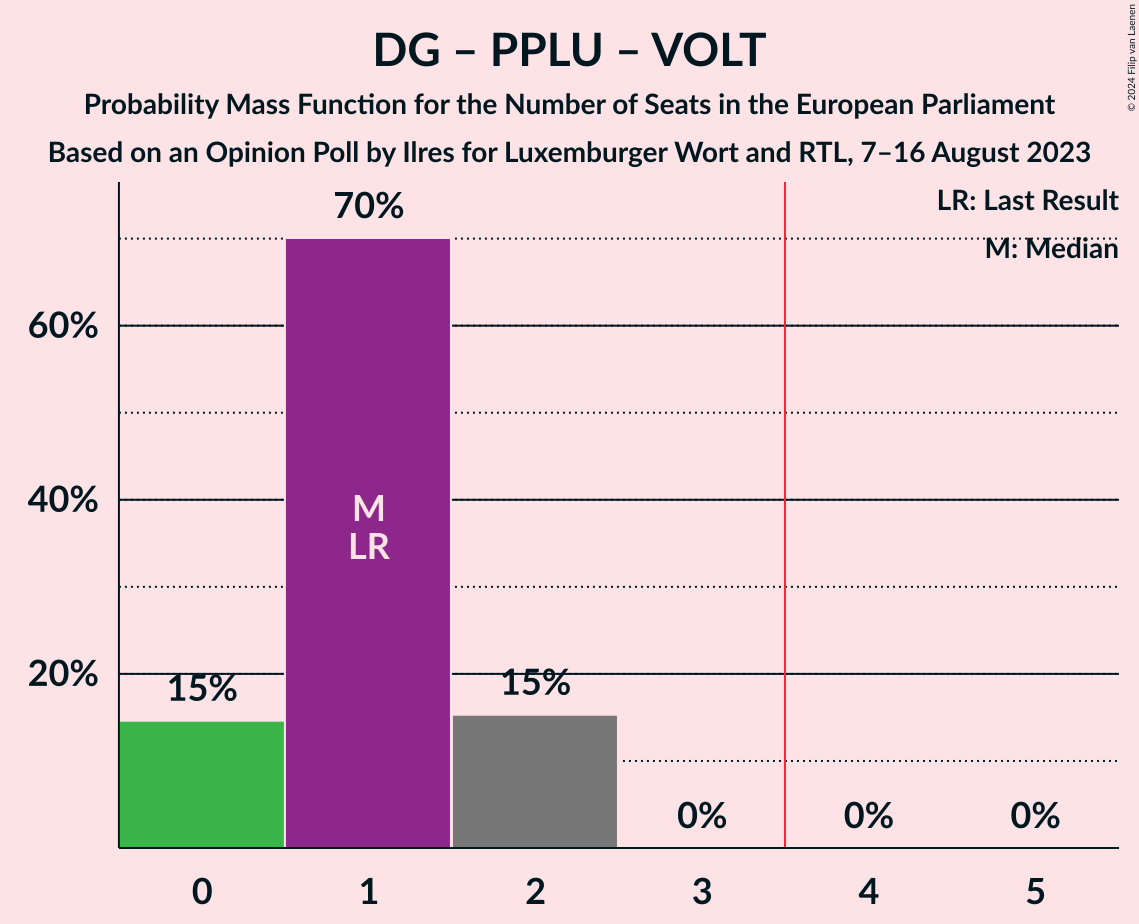 DG – PPLU – VOLT
Probability Mass Function for the Number of Seats in the European Parliament
Based on an Opinion Poll by Ilres for Luxemburger Wort and RTL, 7–16 August 2023
© 2024 Filip van Laenen
LR: Last Result
M: Median
70%
60%
40%
20%
M
LR
15%
15%
0%
0%
0%
0
1
2
3
4
5